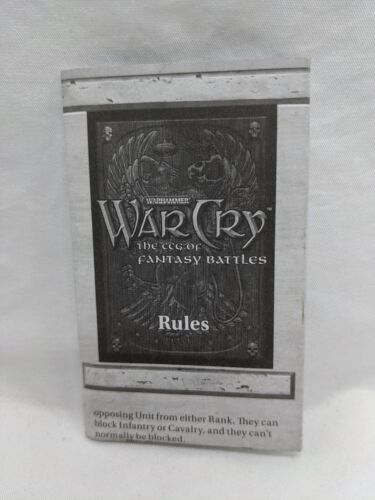 WARHAMMER
WARCRY™
THE CCG OF
FANTASY BATTLES
Rules
opposing Unit from either Rank. They can
block Infantry or Cavalry, and they can't
normally be blocked.